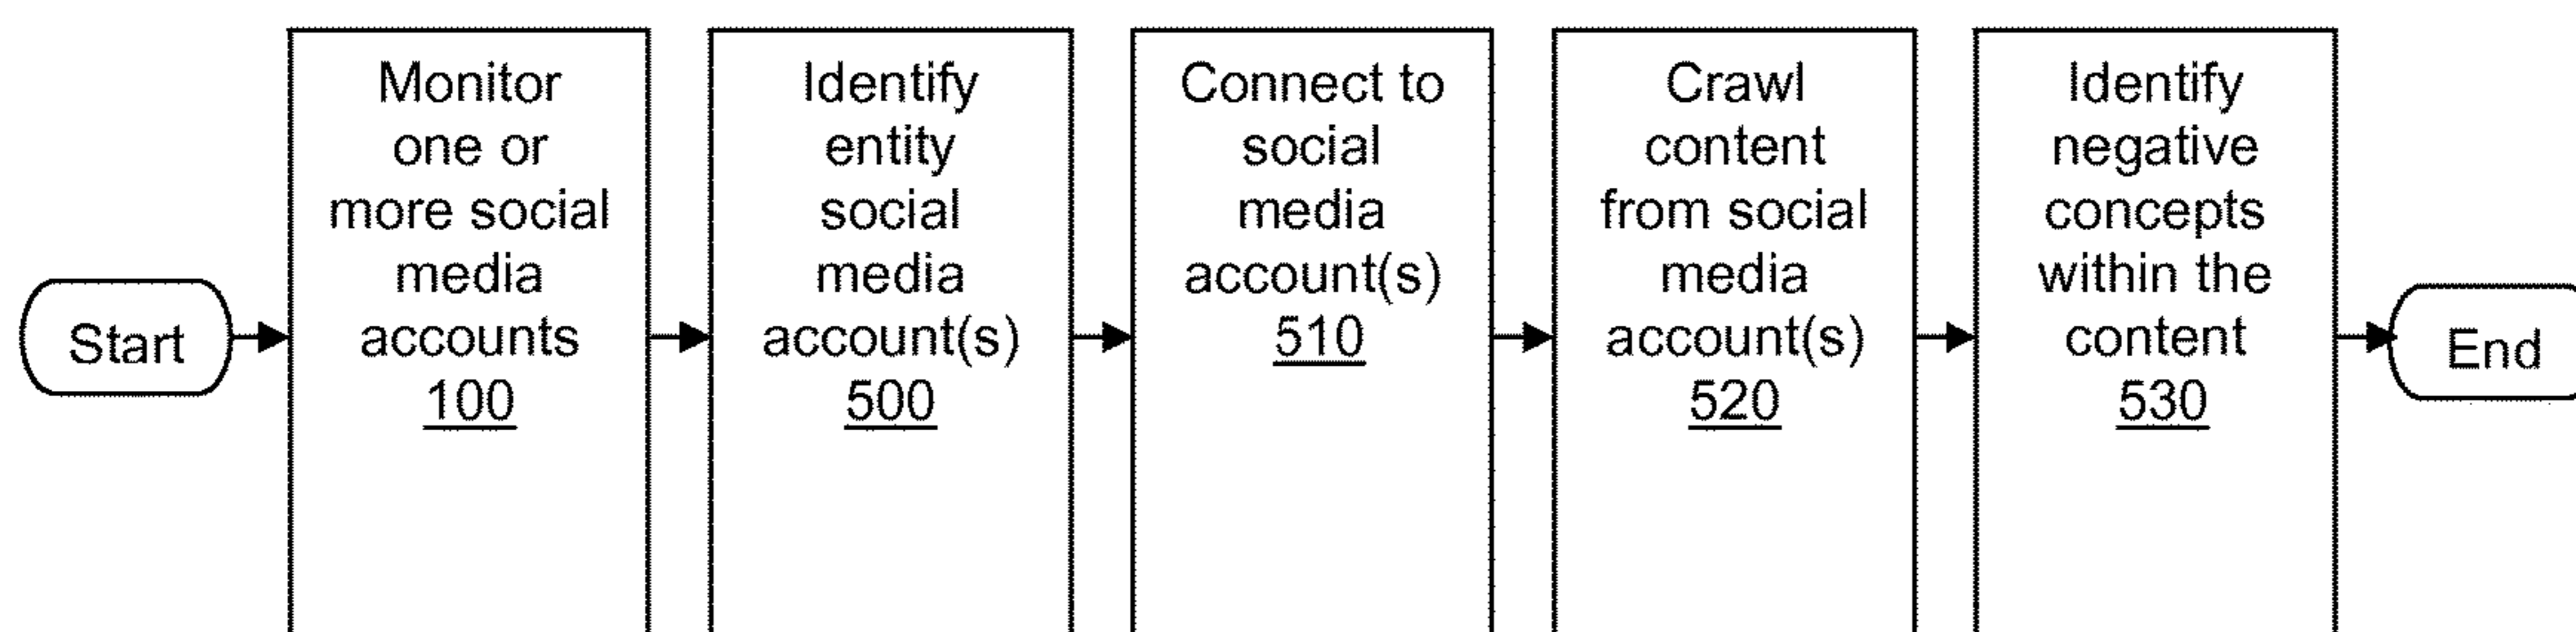 Start
Monitor
one or
more social
media
accounts
100
Identify
entity
social
media
account(s)
500
Connect to
social
media
account(s)
510
Crawl
content
from social
media
account(s)
520
Identify
negative
concepts
within the
content
530
End